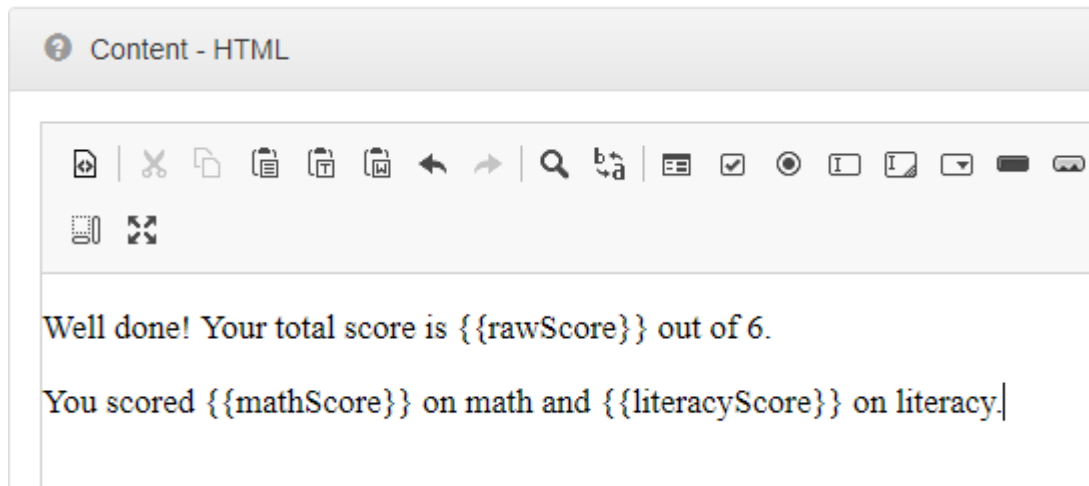 Content - HTML
Well done! Your total score is {{rawScore}} out of 6.
You scored {{mathScore}} on math and {{literacyScore}} on literacy.